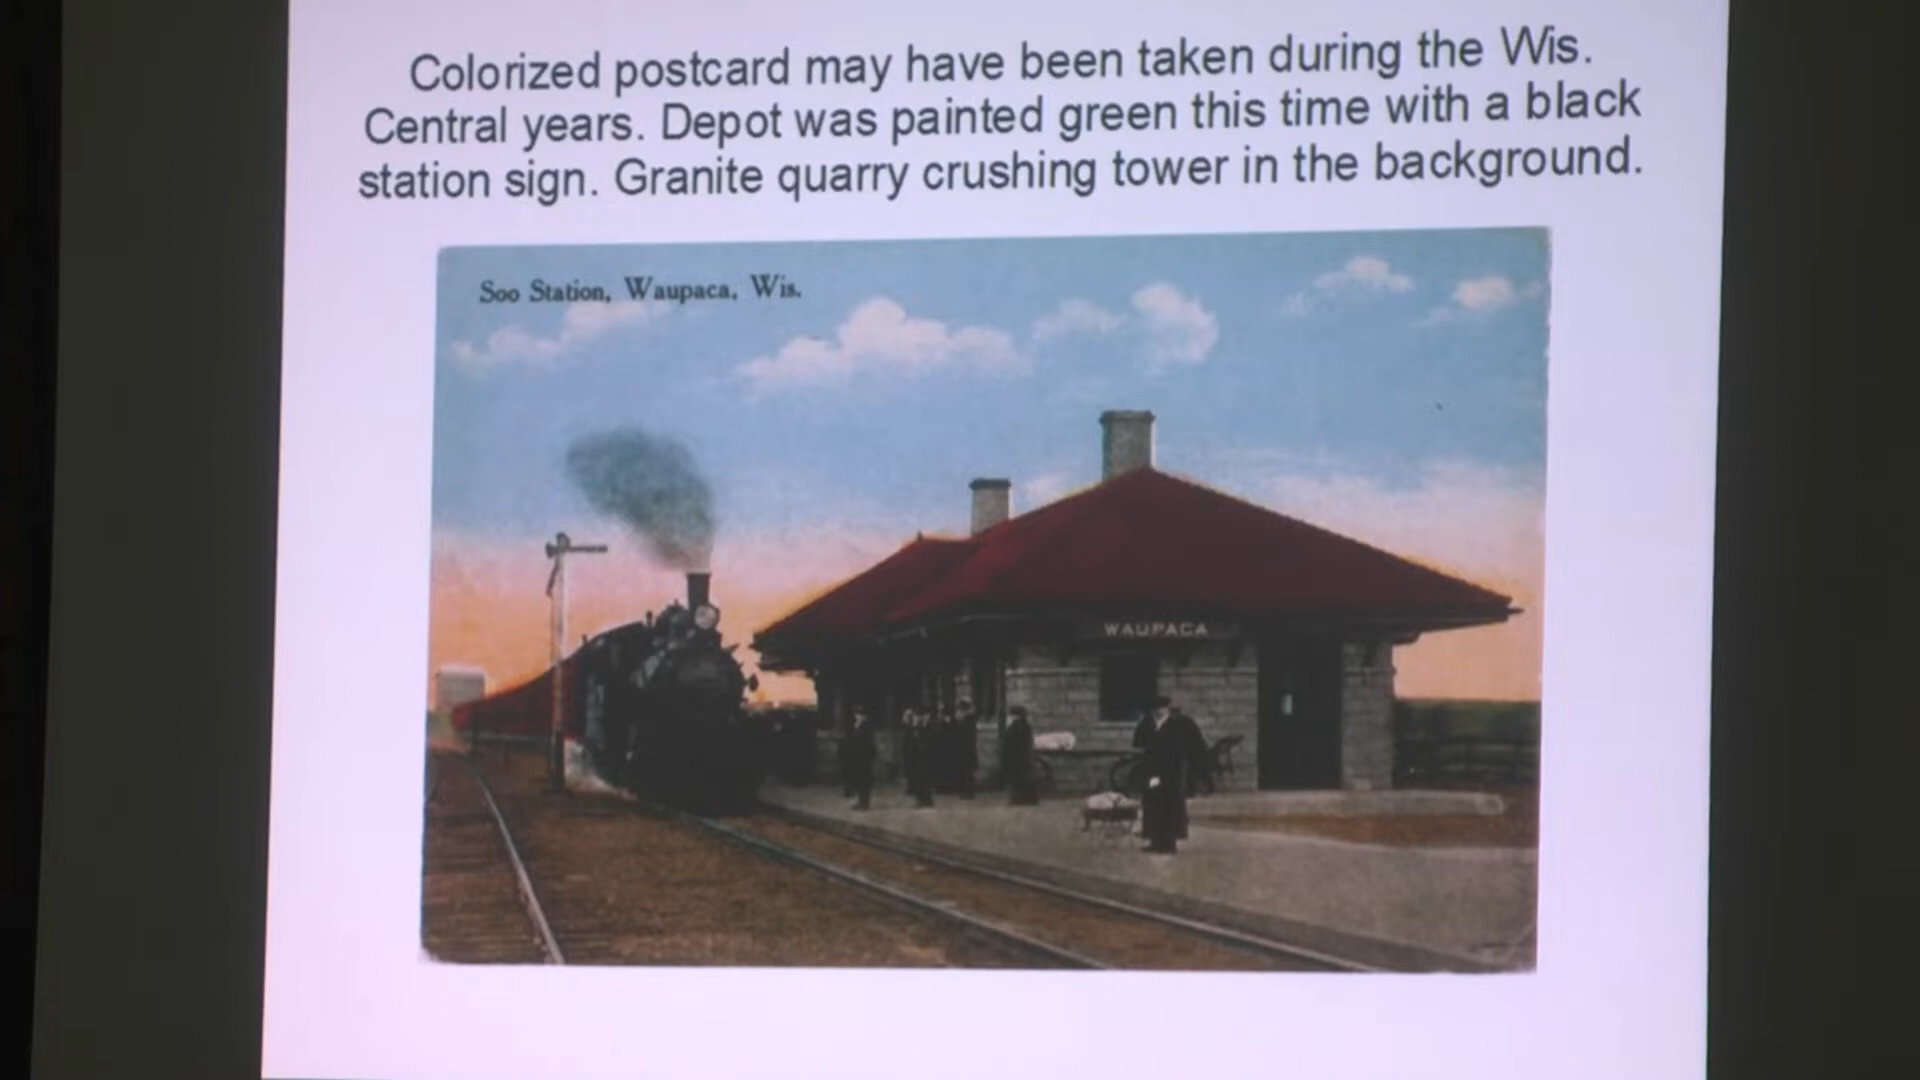 Colorized postcard may have been taken during the Wis.
Central years. Depot was painted green this time with a black
station sign. Granite quarry crushing tower in the background.
Soo Station, Waupaca, Wis.
WAUPACA